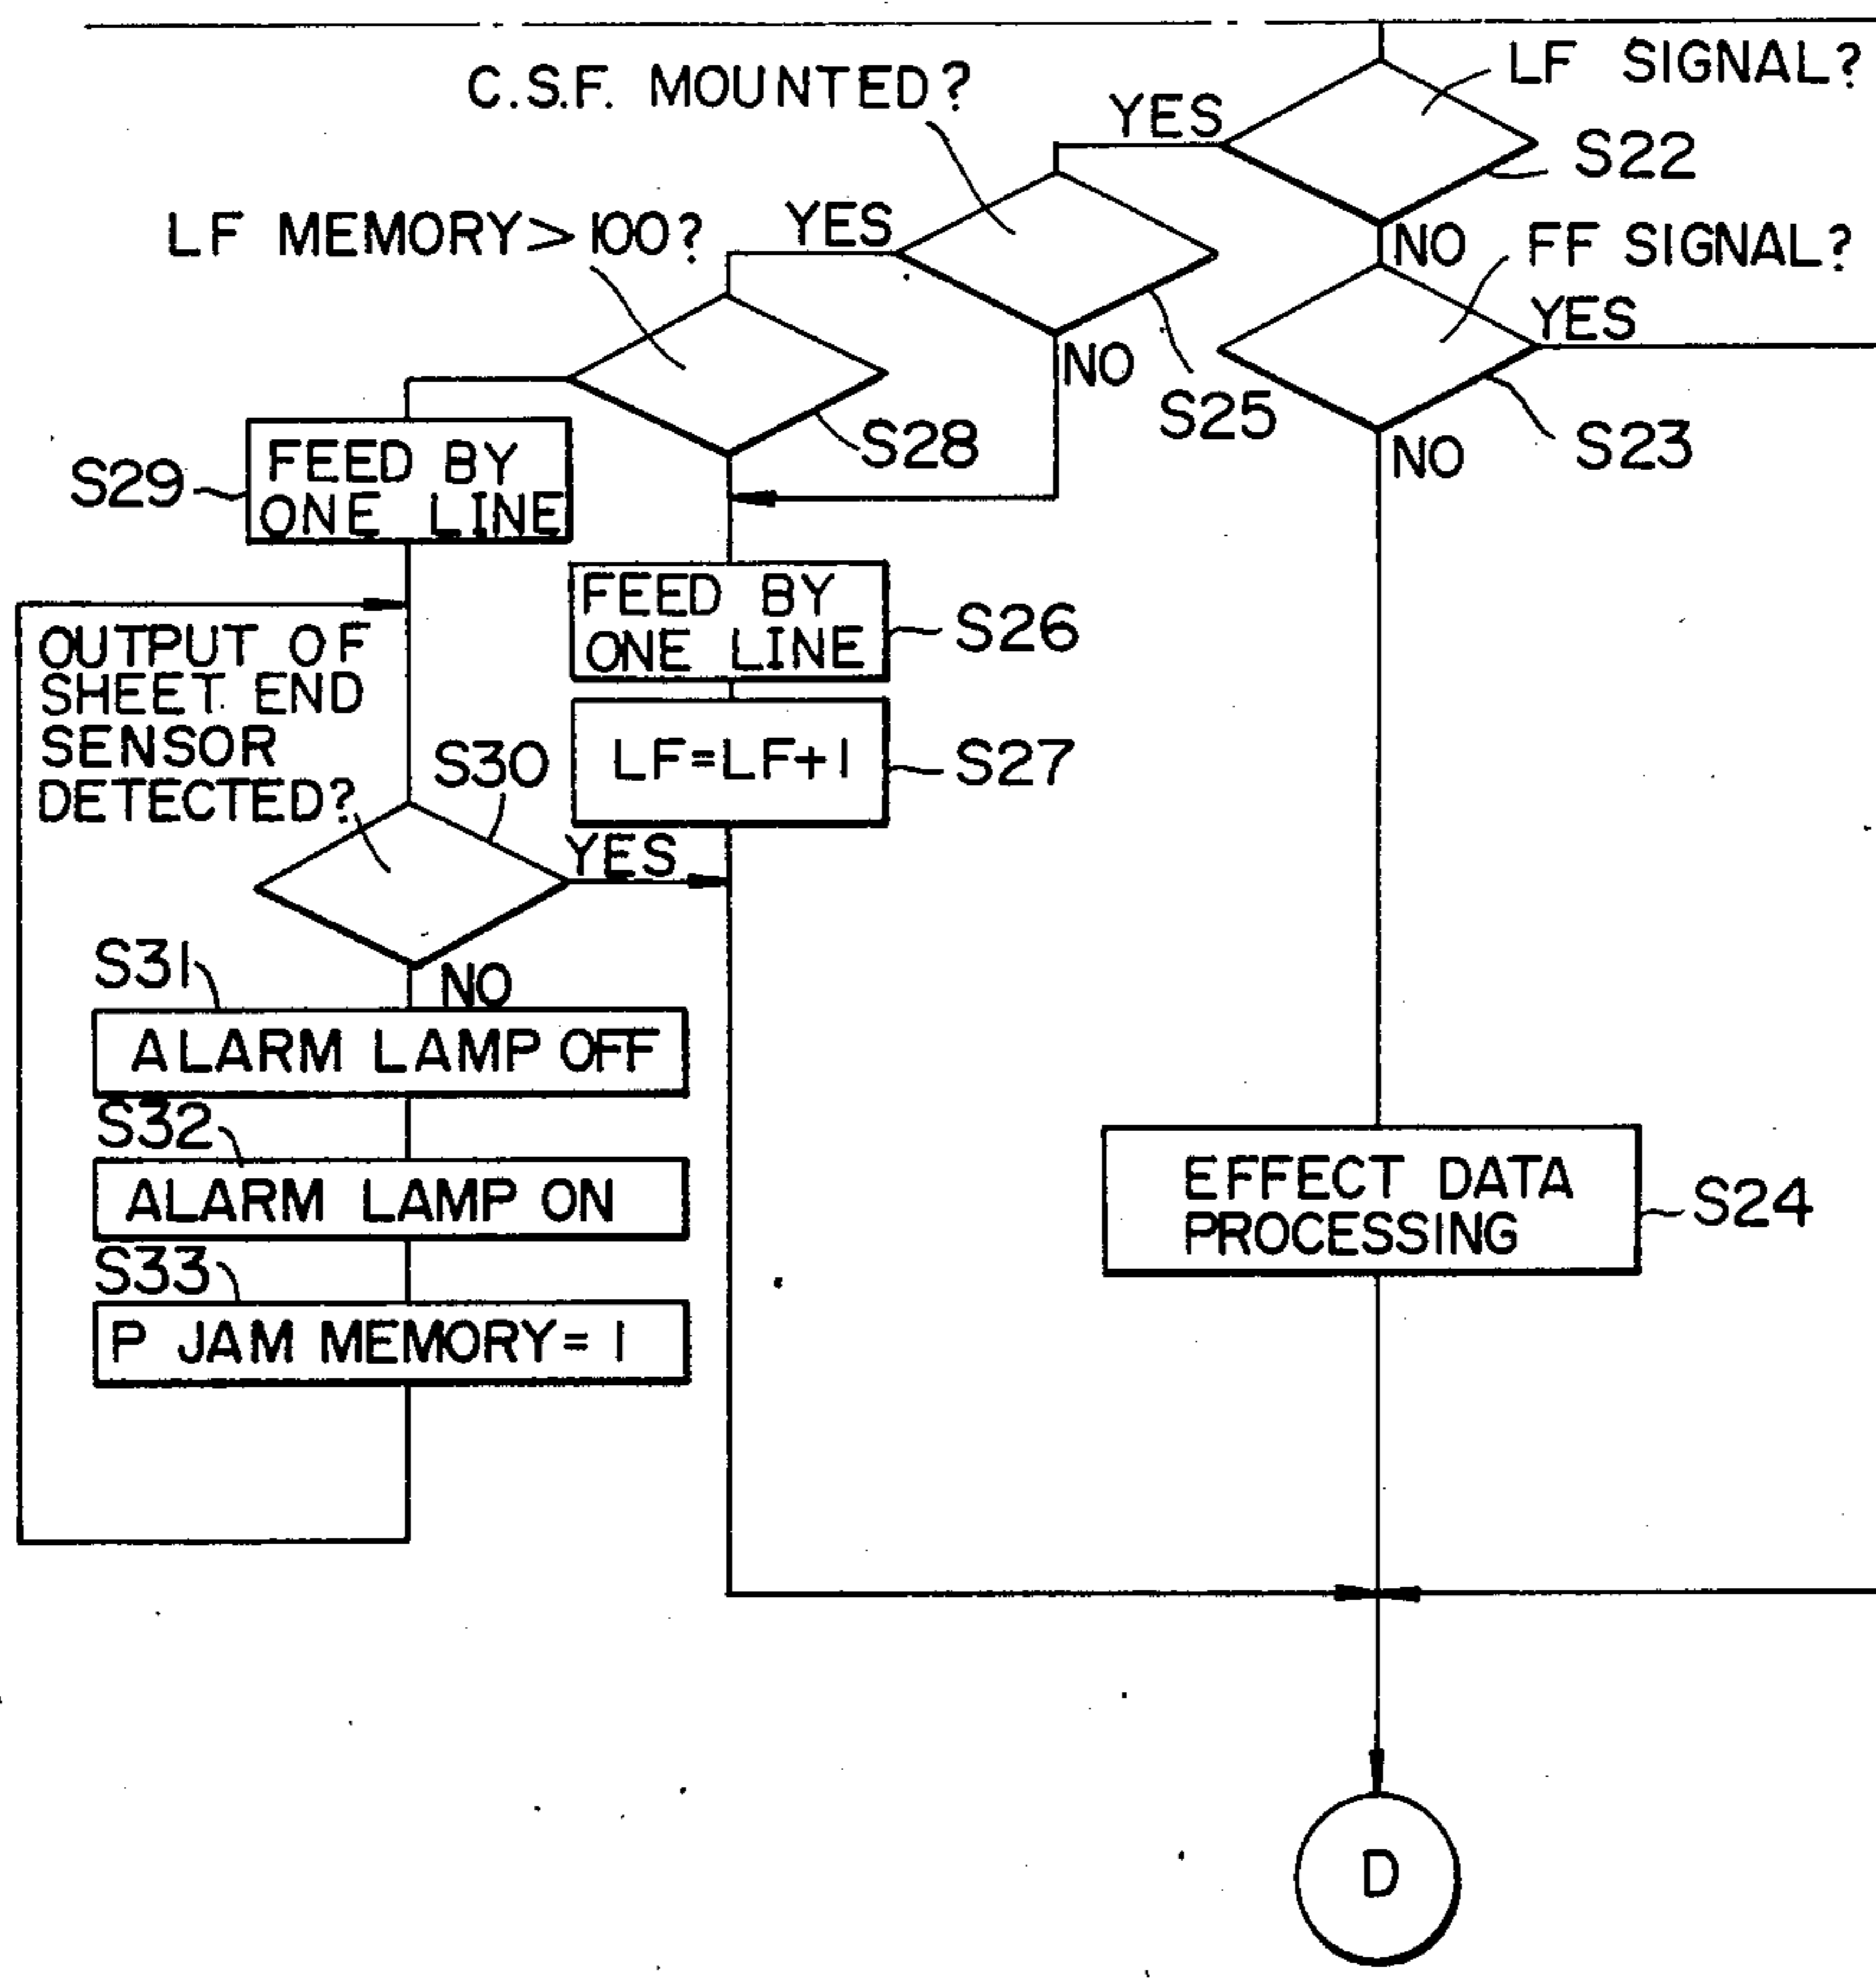 LF SIGNAL?
C.S.F. MOUNTED?
YES
S22
LF MEMORY>100?
YES
NO
FF SIGNAL?
YES
NO
S25
S28
S23
NO
S29
FEED BY
ONE LINE
FEED BY
ONE LINE
S26
OUTPUT OF
SHEET END
SENSOR
DETECTED?
S30
LF=LF+1
S27
YES
S31
NO
ALARM LAMP OFF
S32
ALARM LAMP ON
EFFECT DATA
PROCESSING
S24
S33
P JAM MEMORY=1
D